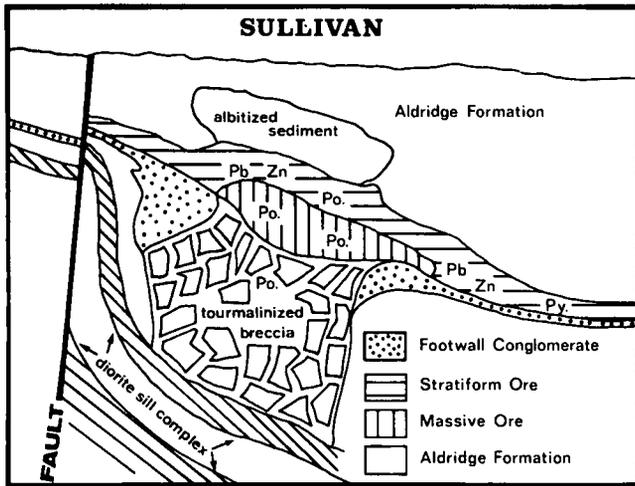 SULLIVAN
albitized
sediment
Aldridge Formation
Pb Zn
Po.
Po.
Po.
Pb
Zn
Po.
Py.
tourmalinized
breccia
diorite sill complex
FAULT
Footwall Conglomerate
Stratiform Ore
Massive Ore
Aldridge Formation